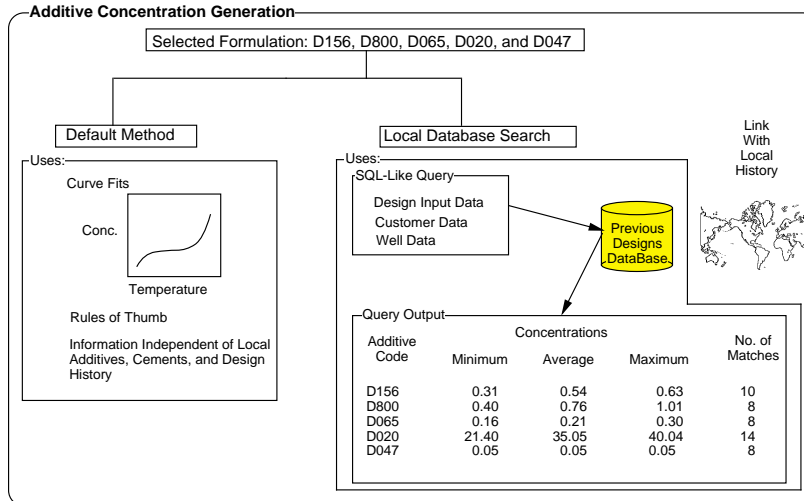 Additive Concentration Generation
Selected Formulation: D156, D800, D065, D020, and D047
Default Method
Uses:
Curve Fits
Conc.
Temperature
Rules of Thumb
Information Independent of Local
Additives, Cements, and Design
History
Local Database Search
Uses:
SQL-Like Query
Design Input Data
Customer Data
Well Data
Previous
Designs
DataBase
Link
With
Local
History
Query Output
Additive Code Concentrations No. of Matches
Minimum Average Maximum
D156 0.31 0.54 0.63 10
D800 0.40 0.76 1.01 8
D065 0.16 0.21 0.30 8
D020 21.40 35.05 40.04 14
D047 0.05 0.05 0.05 8